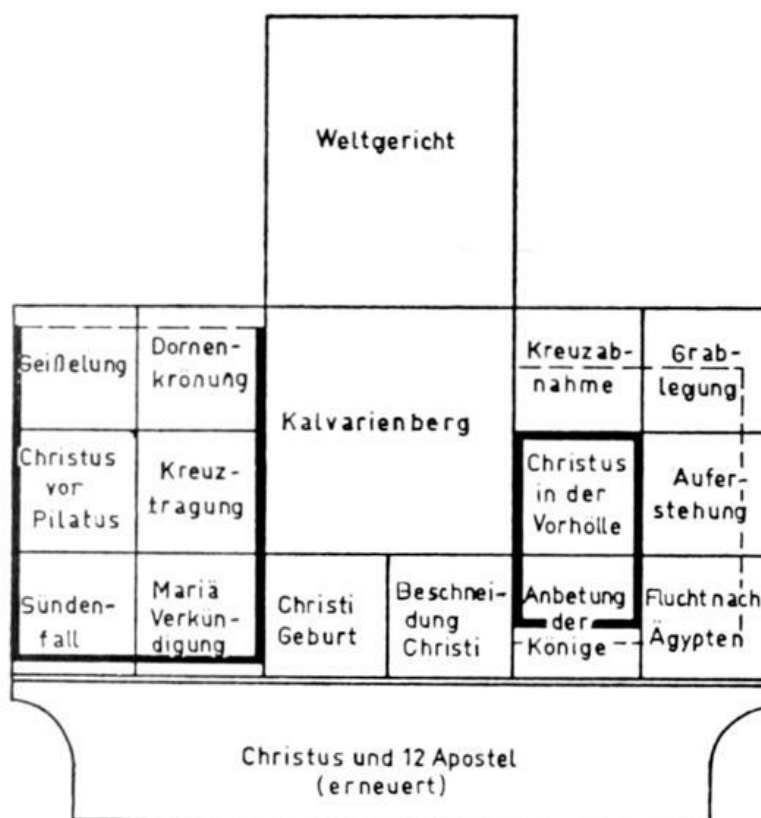 Weltgericht
Geißelung
Dornen-
krönung
Kalvarienberg
Kreuzab-
nahme
Grab-
legung
Christus
vor
Pilatus
Kreuz-
tragung
Christus
in der
Vorhölle
Aufer-
stehung
Sünden-
fall
Mariä
Verkün-
digung
Christi
Geburt
Beschnei-
dung
Christi
Anbetung
der
Könige
Flucht nach
Ägypten
Christus und 12 Apostel
(erneuert)